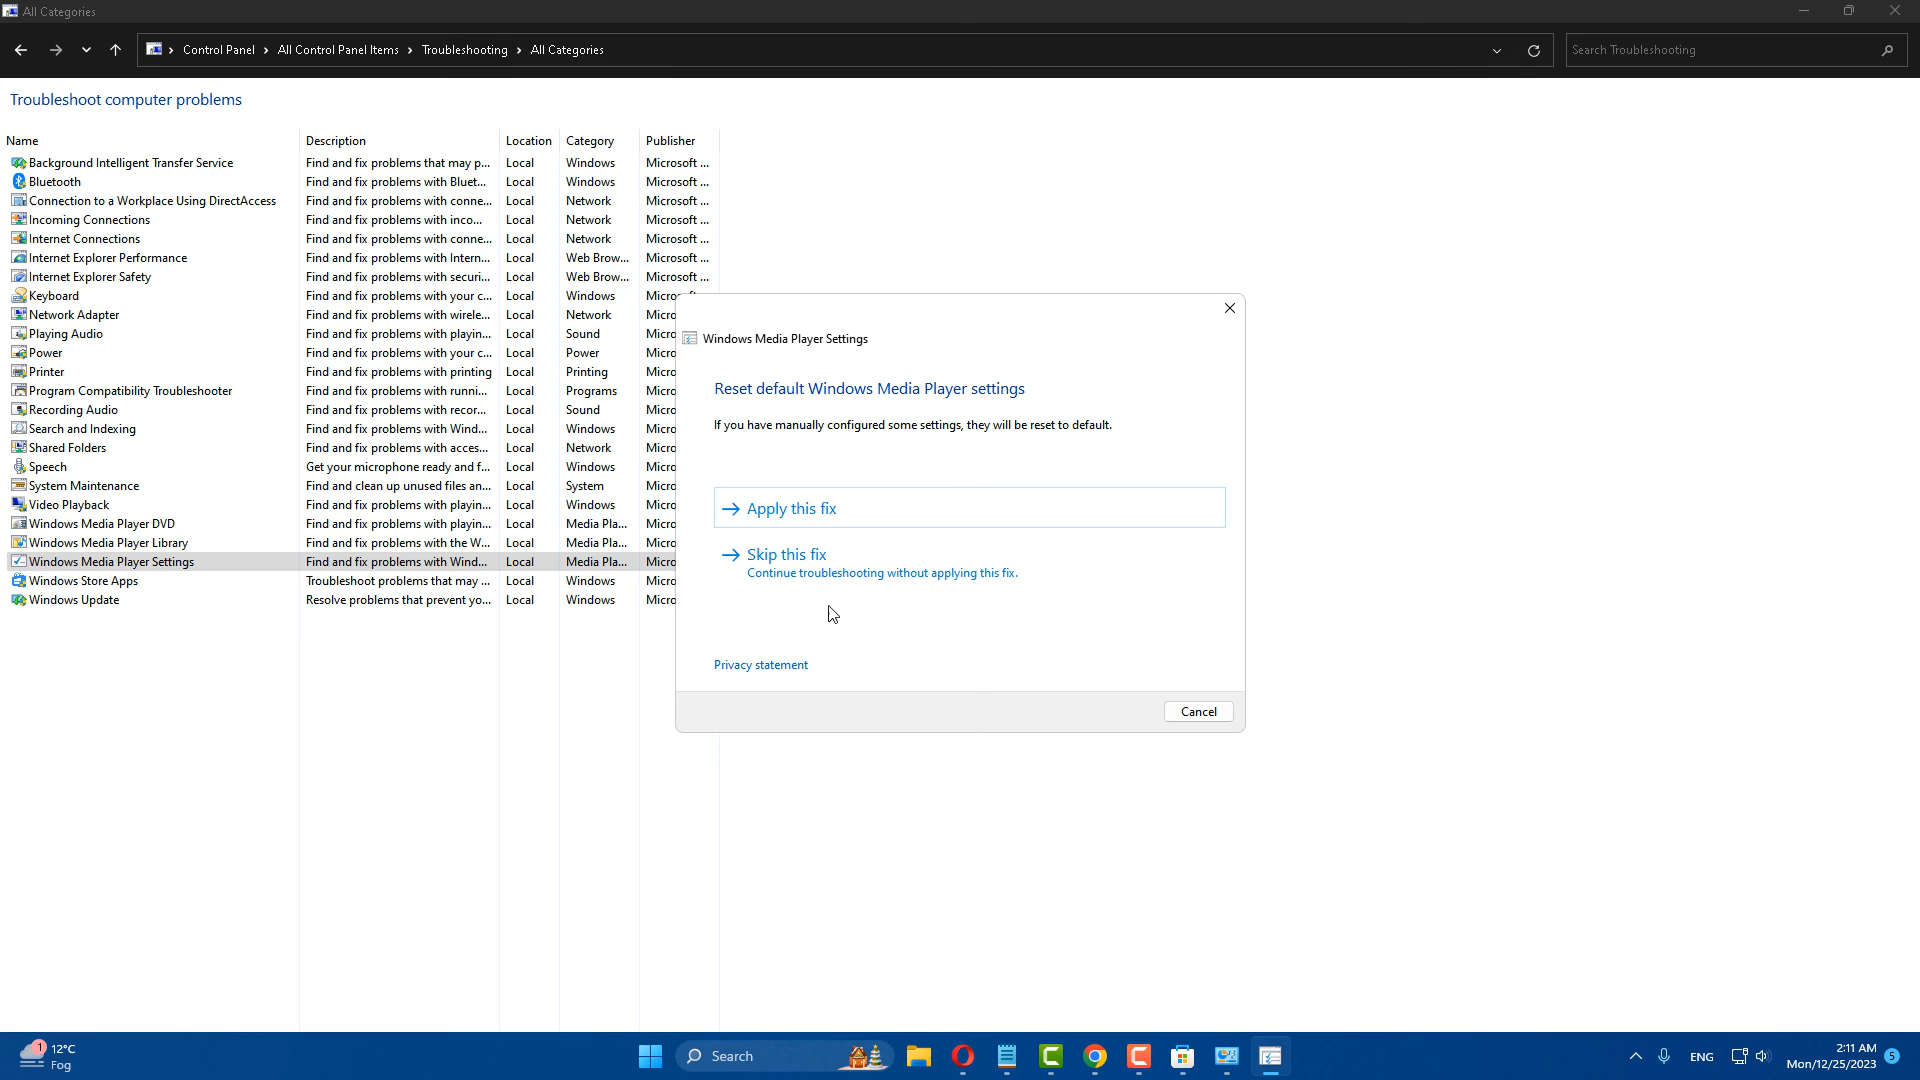 All Categories
Control Panel > All Control Panel Items > Troubleshooting > All Categories
Search Troubleshooting
Troubleshoot computer problems
Name Description Location Category Publisher
Background Intelligent Transfer Service Find and fix problems that may p... Local Windows Microsoft ...
Bluetooth Find and fix problems with Bluet... Local Windows Microsoft ...
Connection to a Workplace Using DirectAccess Find and fix problems with conne... Local Network Microsoft ...
Incoming Connections Find and fix problems with inco... Local Network Microsoft ...
Internet Connections Find and fix problems with conne... Local Network Microsoft ...
Internet Explorer Performance Find and fix problems with Intern... Local Web Brow... Microsoft ...
Internet Explorer Safety Find and fix problems with securi... Local Web Brow... Microsoft ...
Keyboard Find and fix problems with your c... Local Windows
Network Adapter Find and fix problems with wirele... Local Network Micro
Playing Audio Find and fix problems with playin... Local Sound Micro
Power Find and fix problems with your c... Local Power Micro
Printer Find and fix problems with printing Local Printing Micro
Program Compatibility Troubleshooter Find and fix problems with runni... Local Programs Micro
Recording Audio Find and fix problems with recor... Local Sound Micro
Search and Indexing Find and fix problems with Wind... Local Windows Micro
Shared Folders Find and fix problems with acces... Local Network Micro
Speech Get your microphone ready and f... Local Windows Micro
System Maintenance Find and clean up unused files an... Local System Micro
Video Playback Find and fix problems with playin... Local Windows Micro
Windows Media Player DVD Find and fix problems with playin... Local Media Pla... Micro
Windows Media Player Library Find and fix problems with the W... Local Media Pla... Micro
Windows Media Player Settings Find and fix problems with Wind... Local Media Pla... Micro
Windows Store Apps Troubleshoot problems that may ... Local Windows Micro
Windows Update Resolve problems that prevent yo... Local Windows Micro
Windows Media Player Settings
Reset default Windows Media Player settings
If you have manually configured some settings, they will be reset to default.
Apply this fix
Skip this fix
Continue troubleshooting without applying this fix.
Privacy statement
Cancel
1
12°C
Fog
Search
ENG
2:11 AM
Mon/12/25/2023
5